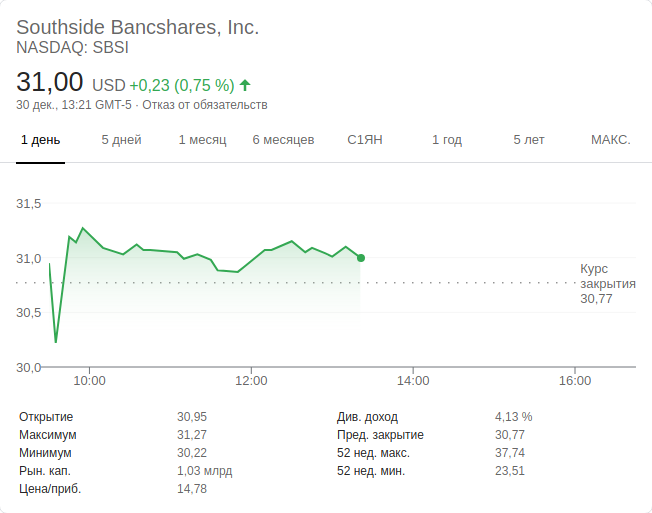 Southside Bancshares, Inc.
NASDAQ: SBSI
31,00 USD +0,23 (0,75 %)
30 дек., 13:21 GMT-5 · Отказ от обязательств
1 день 5 дней 1 месяц 6 месяцев С1ЯН 1 год 5 лет МАКС.
31,5
31,0
30,5
30,0
Курс
закрытия
30,77
10:00 12:00 14:00 16:00
Открытие 30,95 Див. доход 4,13 %
Максимум 31,27 Пред. закрытие 30,77
Минимум 30,22 52 нед. макс. 37,74
Рын. кап. 1,03 млрд 52 нед. мин. 23,51
Цена/приб. 14,78